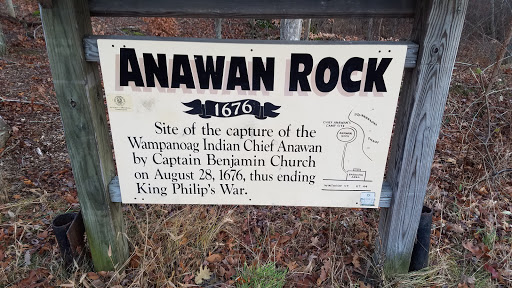 ANAWAN ROCK
1676
Site of the capture of the
Wampanoag Indian Chief Anawan
by Captain Benjamin Church
on August 28, 1676, thus ending
King Philip's War.